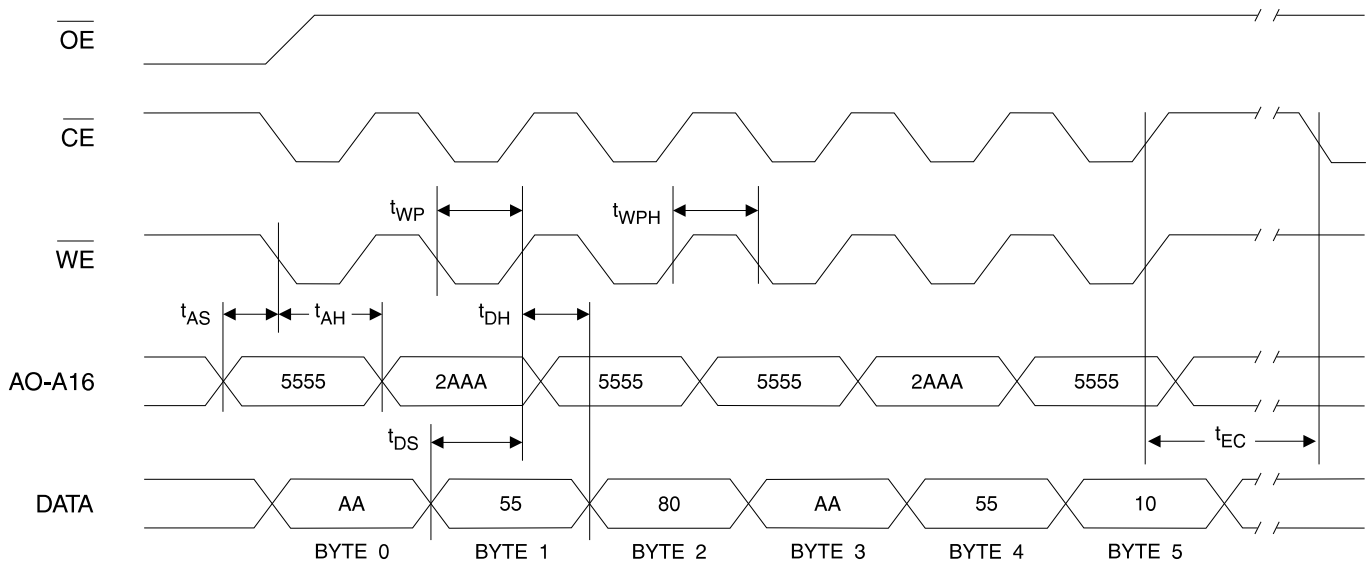 OE
CE
tWP
tWPH
WE
tAS
tAH
tDH
AO-A16
5555
2AAA
5555
5555
2AAA
5555
tDS
tEC
DATA
AA
55
80
AA
55
10
BYTE 0
BYTE 1
BYTE 2
BYTE 3
BYTE 4
BYTE 5